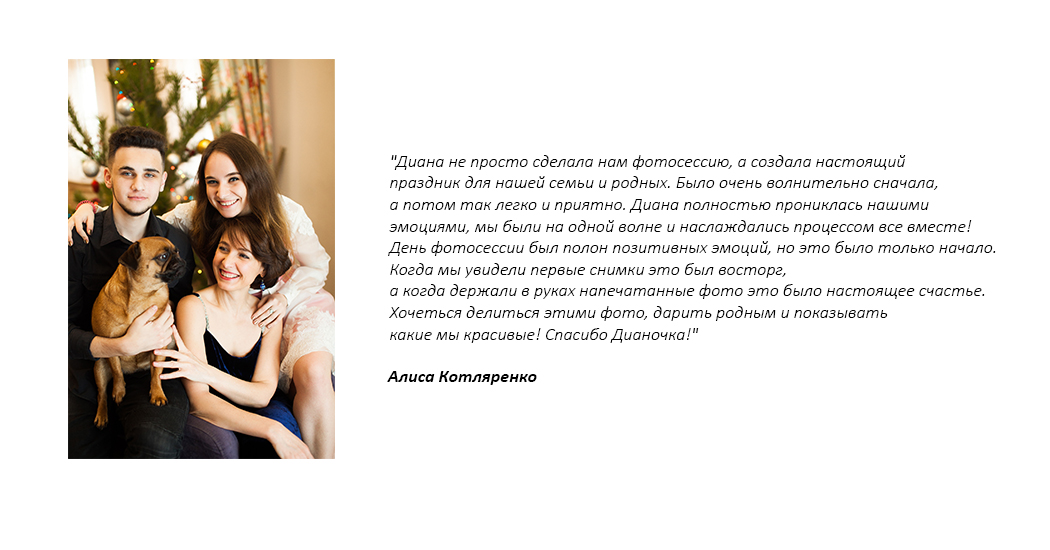 "Диана не просто сделала нам фотосессию, а создала настоящий
праздник для нашей семьи и родных. Было очень волнительно сначала,
а потом так легко и приятно. Диана полностью прониклась нашими
эмоциями, мы были на одной волне и наслаждались процессом все вместе!
День фотосессии был полон позитивных эмоций, но это было только начало.
Когда мы увидели первые снимки это был восторг,
а когда держали в руках напечатанные фото это было настоящее счастье.
Хочеться делиться этими фото, дарить родным и показывать
какие мы красивые! Спасибо Дианочка!"
Алиса Котляренко